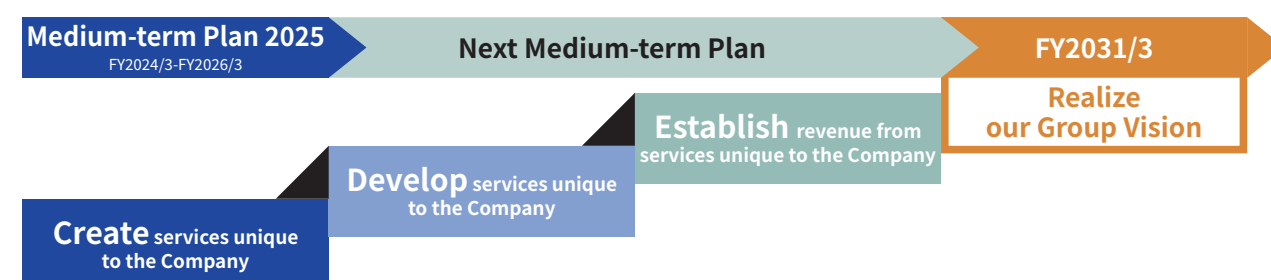 Medium-term Plan 2025
FY2024/3-FY2026/3
Next Medium-term Plan
FY2031/3
Realize
our Group Vision
Establish revenue from
services unique to the Company
Develop services unique
to the Company
Create services unique
to the Company